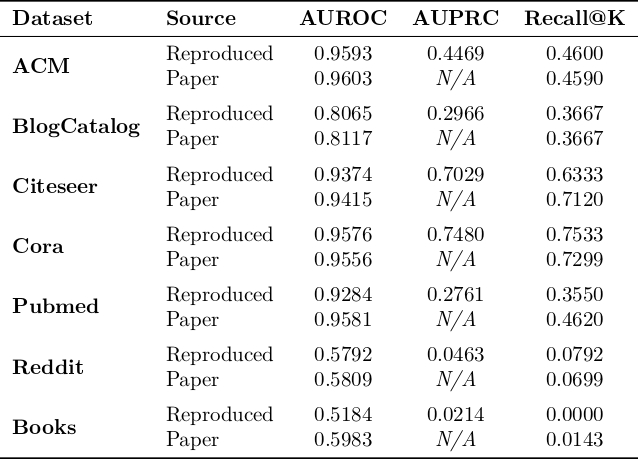 Dataset Source AUROC AUPRC Recall@K
ACM Reproduced 0.9593 0.4469 0.4600
Paper 0.9603 N/A 0.4590
BlogCatalog Reproduced 0.8065 0.2966 0.3667
Paper 0.8117 N/A 0.3667
Citeseer Reproduced 0.9374 0.7029 0.6333
Paper 0.9415 N/A 0.7120
Cora Reproduced 0.9576 0.7480 0.7533
Paper 0.9556 N/A 0.7299
Pubmed Reproduced 0.9284 0.2761 0.3550
Paper 0.9581 N/A 0.4620
Reddit Reproduced 0.5792 0.0463 0.0792
Paper 0.5809 N/A 0.0699
Books Reproduced 0.5184 0.0214 0.0000
Paper 0.5983 N/A 0.0143